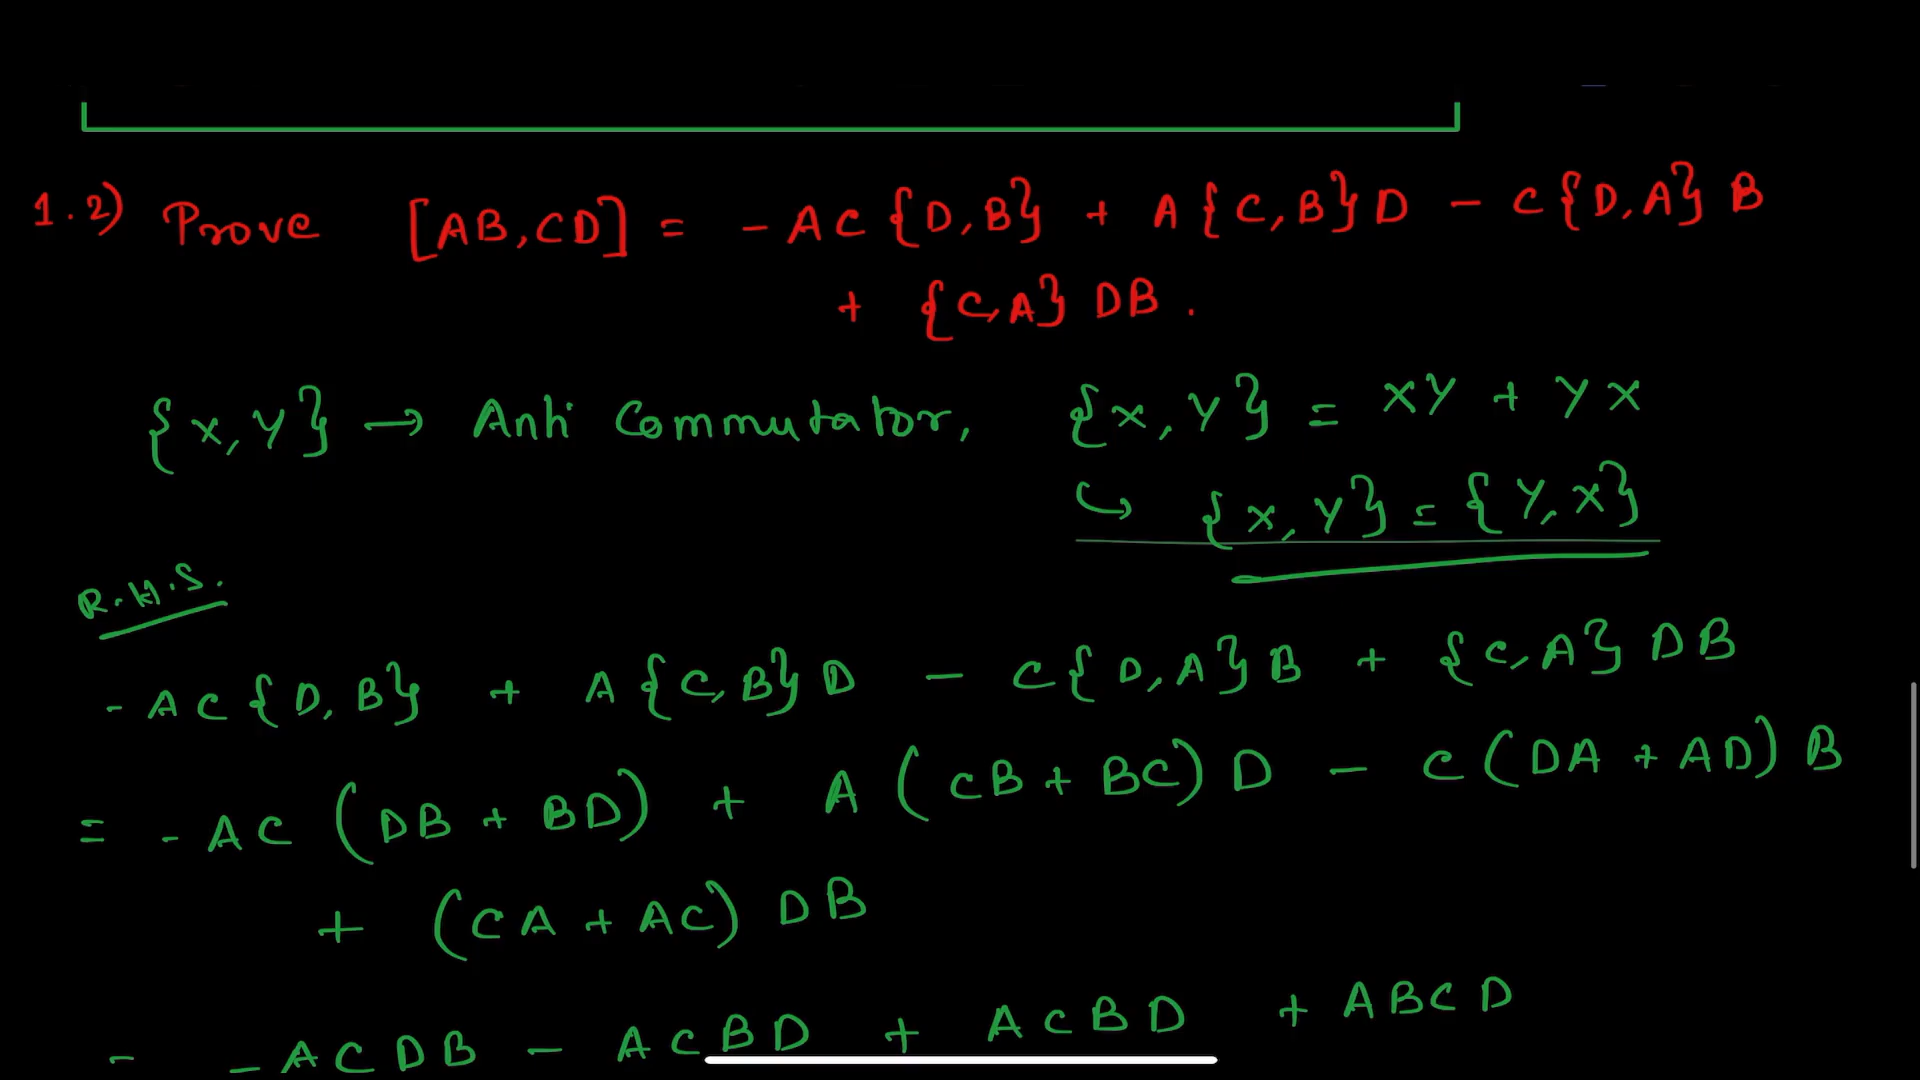 1.2) Prove [AB,CD] = -AC{D,B} + A{C,B}D - C{D,A}B
+ {C,A}DB.
{X,Y} → Anti Commutator, {X,Y} = XY + YX
↪ {X,Y} = {Y,X}
R.H.S.
-AC{D,B} + A{C,B}D - C{D,A}B + {C,A}DB
= -AC(DB + BD) + A(CB + BC)D - C(DA + AD)B
+ (CA + AC)DB
= -ACDB - ACBD + ACBD + ABCD